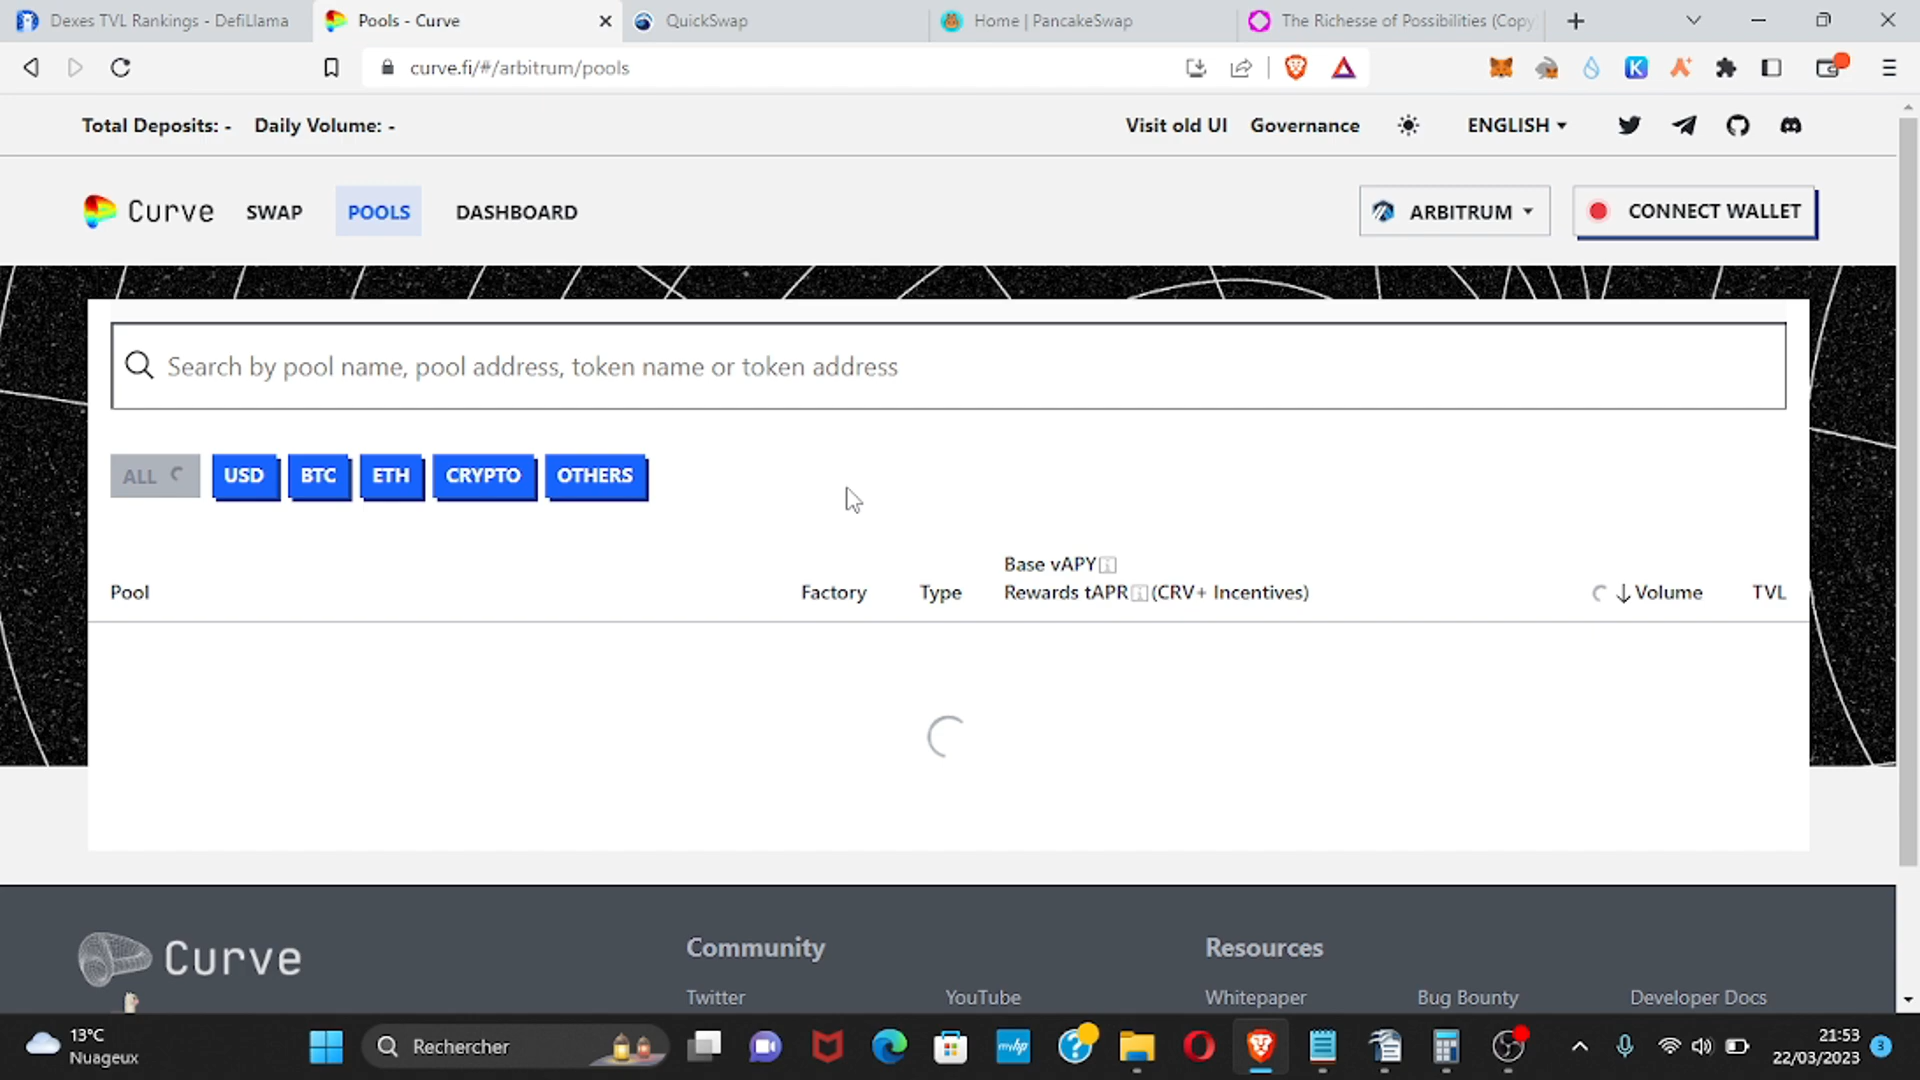 Dexes TVL Rankings - DefiLlama
Pools - Curve
QuickSwap
Home | PancakeSwap
The Richesse of Possibilities (Copy
curve.fi/#/arbitrum/pools
Total Deposits: - Daily Volume: -
Visit old UI Governance ENGLISH
Curve SWAP POOLS DASHBOARD
ARBITRUM CONNECT WALLET
Search by pool name, pool address, token name or token address
ALL USD BTC ETH CRYPTO OTHERS
Base vAPY
Pool Factory Type Rewards tAPR (CRV+ Incentives) Volume TVL
Curve
Community Resources
Twitter YouTube Whitepaper Bug Bounty Developer Docs
13°C
Nuageux
Rechercher
myhp
21:53
22/03/2023
3